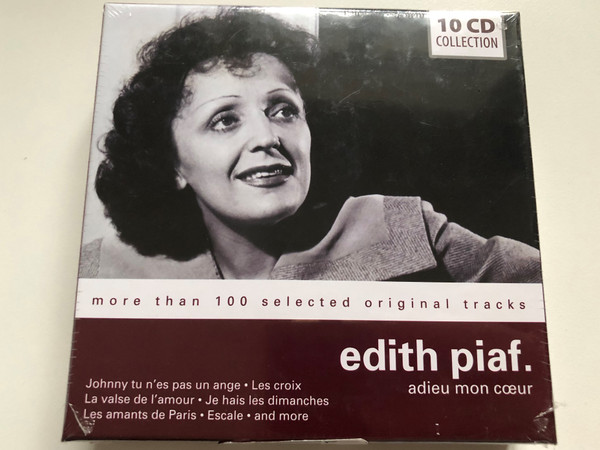 10 CD
COLLECTION
more than 100 selected original tracks
edith piaf.
adieu mon cœur
Johnny tu n'es pas un ange • Les croix
La valse de l'amour • Je hais les dimanches
Les amants de Paris • Escale • and more